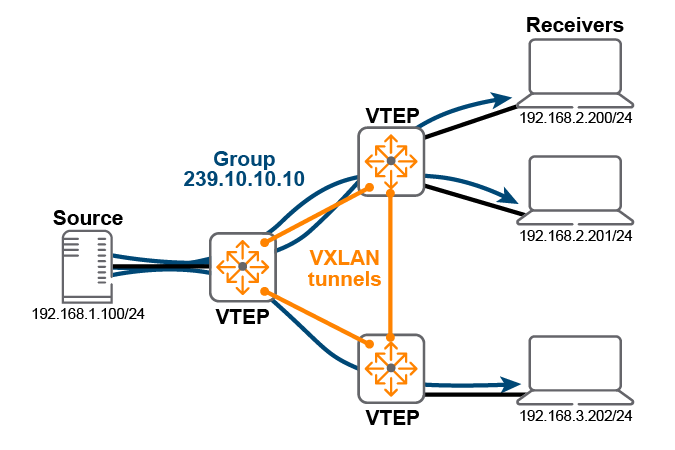 Receivers
192.168.2.200/24
VTEP
Group
239.10.10.10
192.168.2.201/24
Source
VXLAN
tunnels
192.168.1.100/24
VTEP
VTEP
192.168.3.202/24